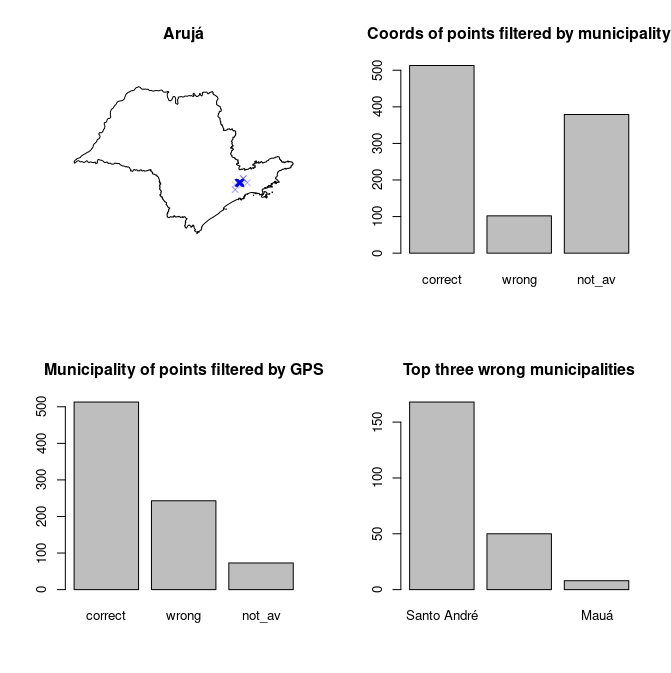 Arujá
Coords of points filtered by municipality
0
100
200
300
400
500
correct
wrong
not_av
Municipality of points filtered by GPS
0
100
200
300
400
500
correct
wrong
not_av
Top three wrong municipalities
0
50
100
150
Santo André
Mauá